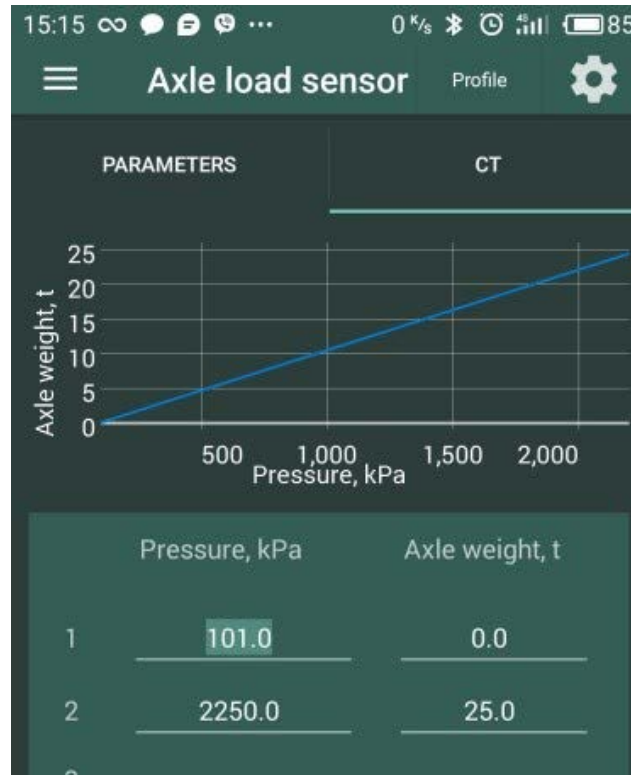 15:15 0 K/s 4G 85
Axle load sensor Profile
PARAMETERS CT
Axle weight, t
25
20
15
10
5
0
500 1,000 1,500 2,000
Pressure, kPa
Pressure, kPa Axle weight, t
1 101.0 0.0
2 2250.0 25.0